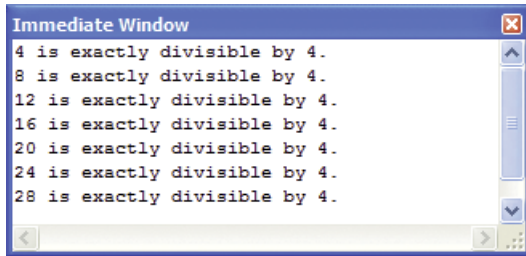 Immediate Window
4 is exactly divisible by 4.
8 is exactly divisible by 4.
12 is exactly divisible by 4.
16 is exactly divisible by 4.
20 is exactly divisible by 4.
24 is exactly divisible by 4.
28 is exactly divisible by 4.